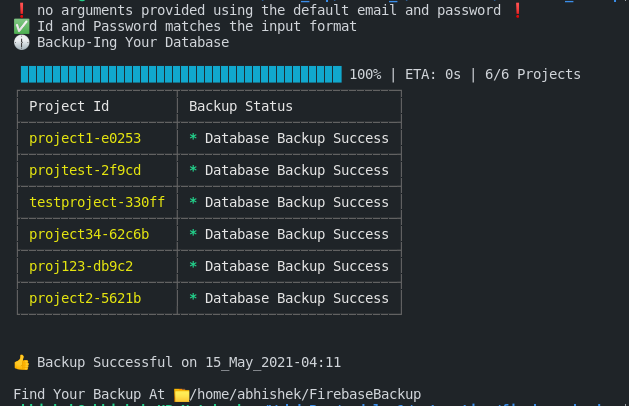 ❗ no arguments provided using the default email and password ❗
✅ Id and Password matches the input format
🕛 Backup-Ing Your Database
100% | ETA: 0s | 6/6 Projects
Project Id Backup Status
project1-e0253 * Database Backup Success
projtest-2f9cd * Database Backup Success
testproject-330ff * Database Backup Success
project34-62c6b * Database Backup Success
proj123-db9c2 * Database Backup Success
project2-5621b * Database Backup Success
👍 Backup Successful on 15_May_2021-04:11
Find Your Backup At 📁/home/abhishek/FirebaseBackup